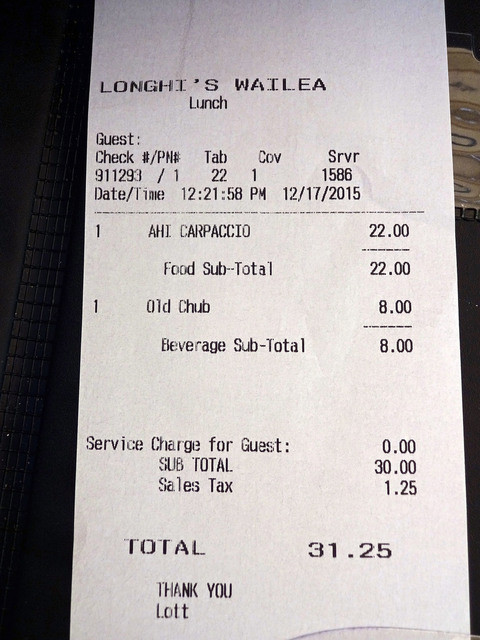 LONGHI'S WAILEA
Lunch
Guest:
Check #/PN# Tab Cov Srvr
911293 / 1 22 1 1586
Date/Time 12:21:58 PM 12/17/2015
1 AHI CARPACCIO 22.00
Food Sub-Total 22.00
1 Old Chub 8.00
Beverage Sub-Total 8.00
Service Charge for Guest: 0.00
SUB TOTAL 30.00
Sales Tax 1.25
TOTAL 31.25
THANK YOU
Lott